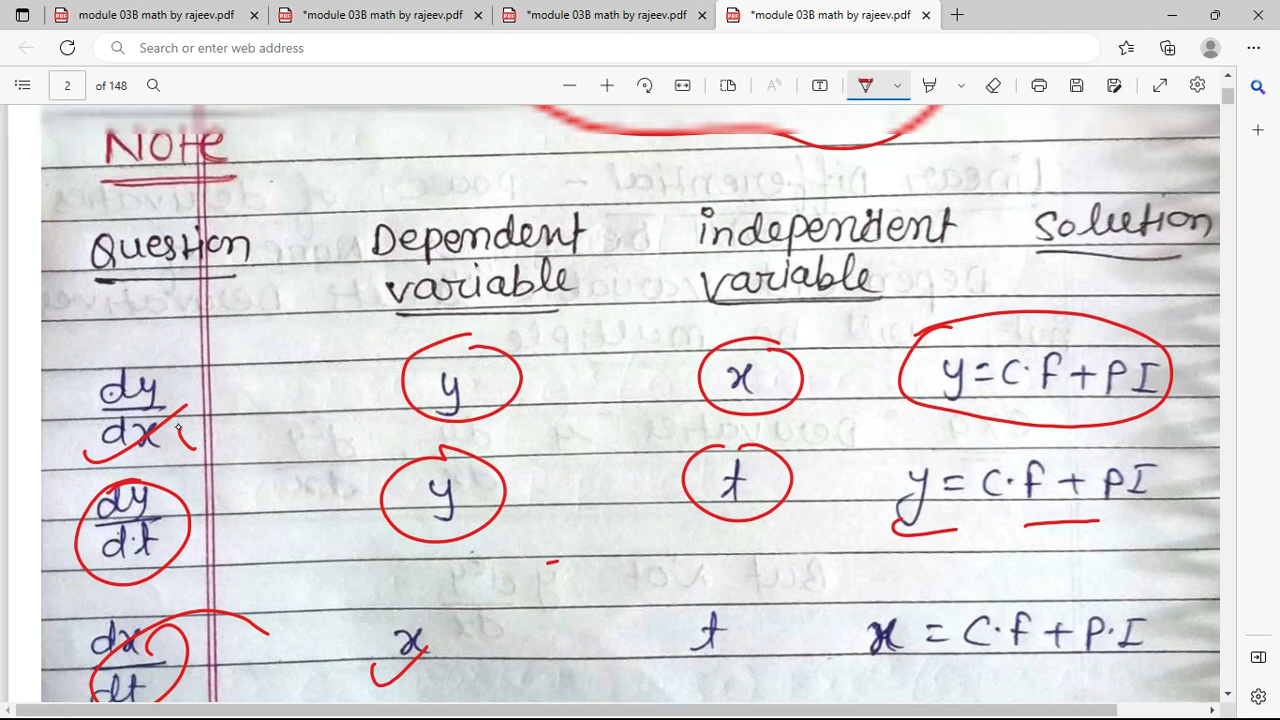 module 03B math by rajeev.pdf
*module 03B math by rajeev.pdf
*module 03B math by rajeev.pdf
*module 03B math by rajeev.pdf
Search or enter web address
2 of 148
NOTe
Question Dependent variable independent variable Solution
dy/dx y x y=C.f+PI
dy/d.t y t y = C.f + PI
dx/dt x t x = C.f + P.I